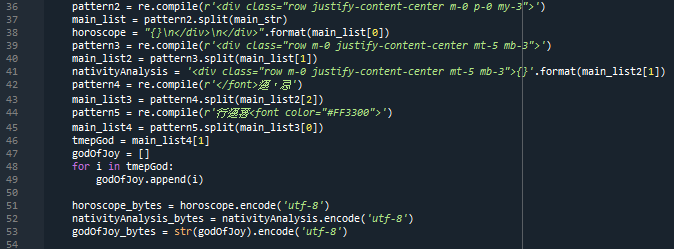 36 pattern2 = re.compile(r'<div class="row justify-content-center m-0 p-0 my-3">')
37 main_list = pattern2.split(main_str)
38 horoscope = "{}\n</div>\n</div>".format(main_list[0])
39 pattern3 = re.compile(r'<div class="row m-0 justify-content-center mt-5 mb-3">')
40 main_list2 = pattern3.split(main_list[1])
41 nativityAnalysis = '<div class="row m-0 justify-content-center mt-5 mb-3">{}'.format(main_list2[1])
42 pattern4 = re.compile(r'</font>運，忌')
43 main_list3 = pattern4.split(main_list2[2])
44 pattern5 = re.compile(r'行運喜<font color="#FF3300">')
45 main_list4 = pattern5.split(main_list3[0])
46 tmepGod = main_list4[1]
47 godOfJoy = []
48 for i in tmepGod:
49 godOfJoy.append(i)
50
51 horoscope_bytes = horoscope.encode('utf-8')
52 nativityAnalysis_bytes = nativityAnalysis.encode('utf-8')
53 godOfJoy_bytes = str(godOfJoy).encode('utf-8')
54